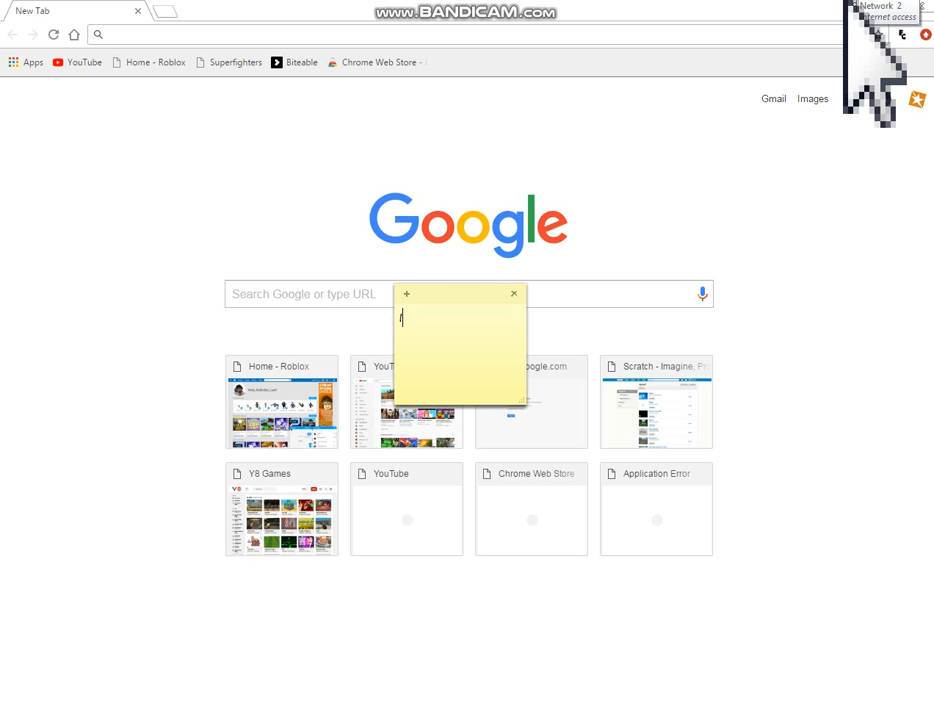 New Tab
www.BANDICAM.com
Network 2
Internet access
Apps
YouTube
Home - Roblox
Superfighters
Biteable
Chrome Web Store -
Gmail
Images
Google
Search Google or type URL
Home - Roblox
YouT
oogle.com
Scratch - Imagine, Pr
Y8 Games
YouTube
Chrome Web Store
Application Error